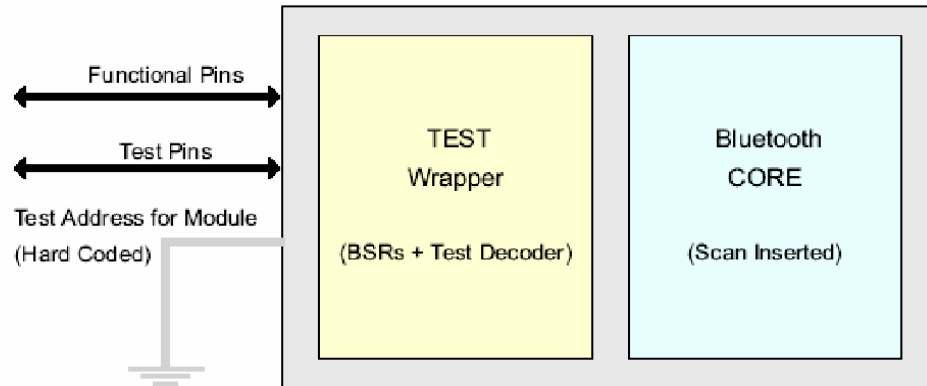 Functional Pins
Test Pins
Test Address for Module
(Hard Coded)
TEST
Wrapper
(BSRs + Test Decoder)
Bluetooth
CORE
(Scan Inserted)